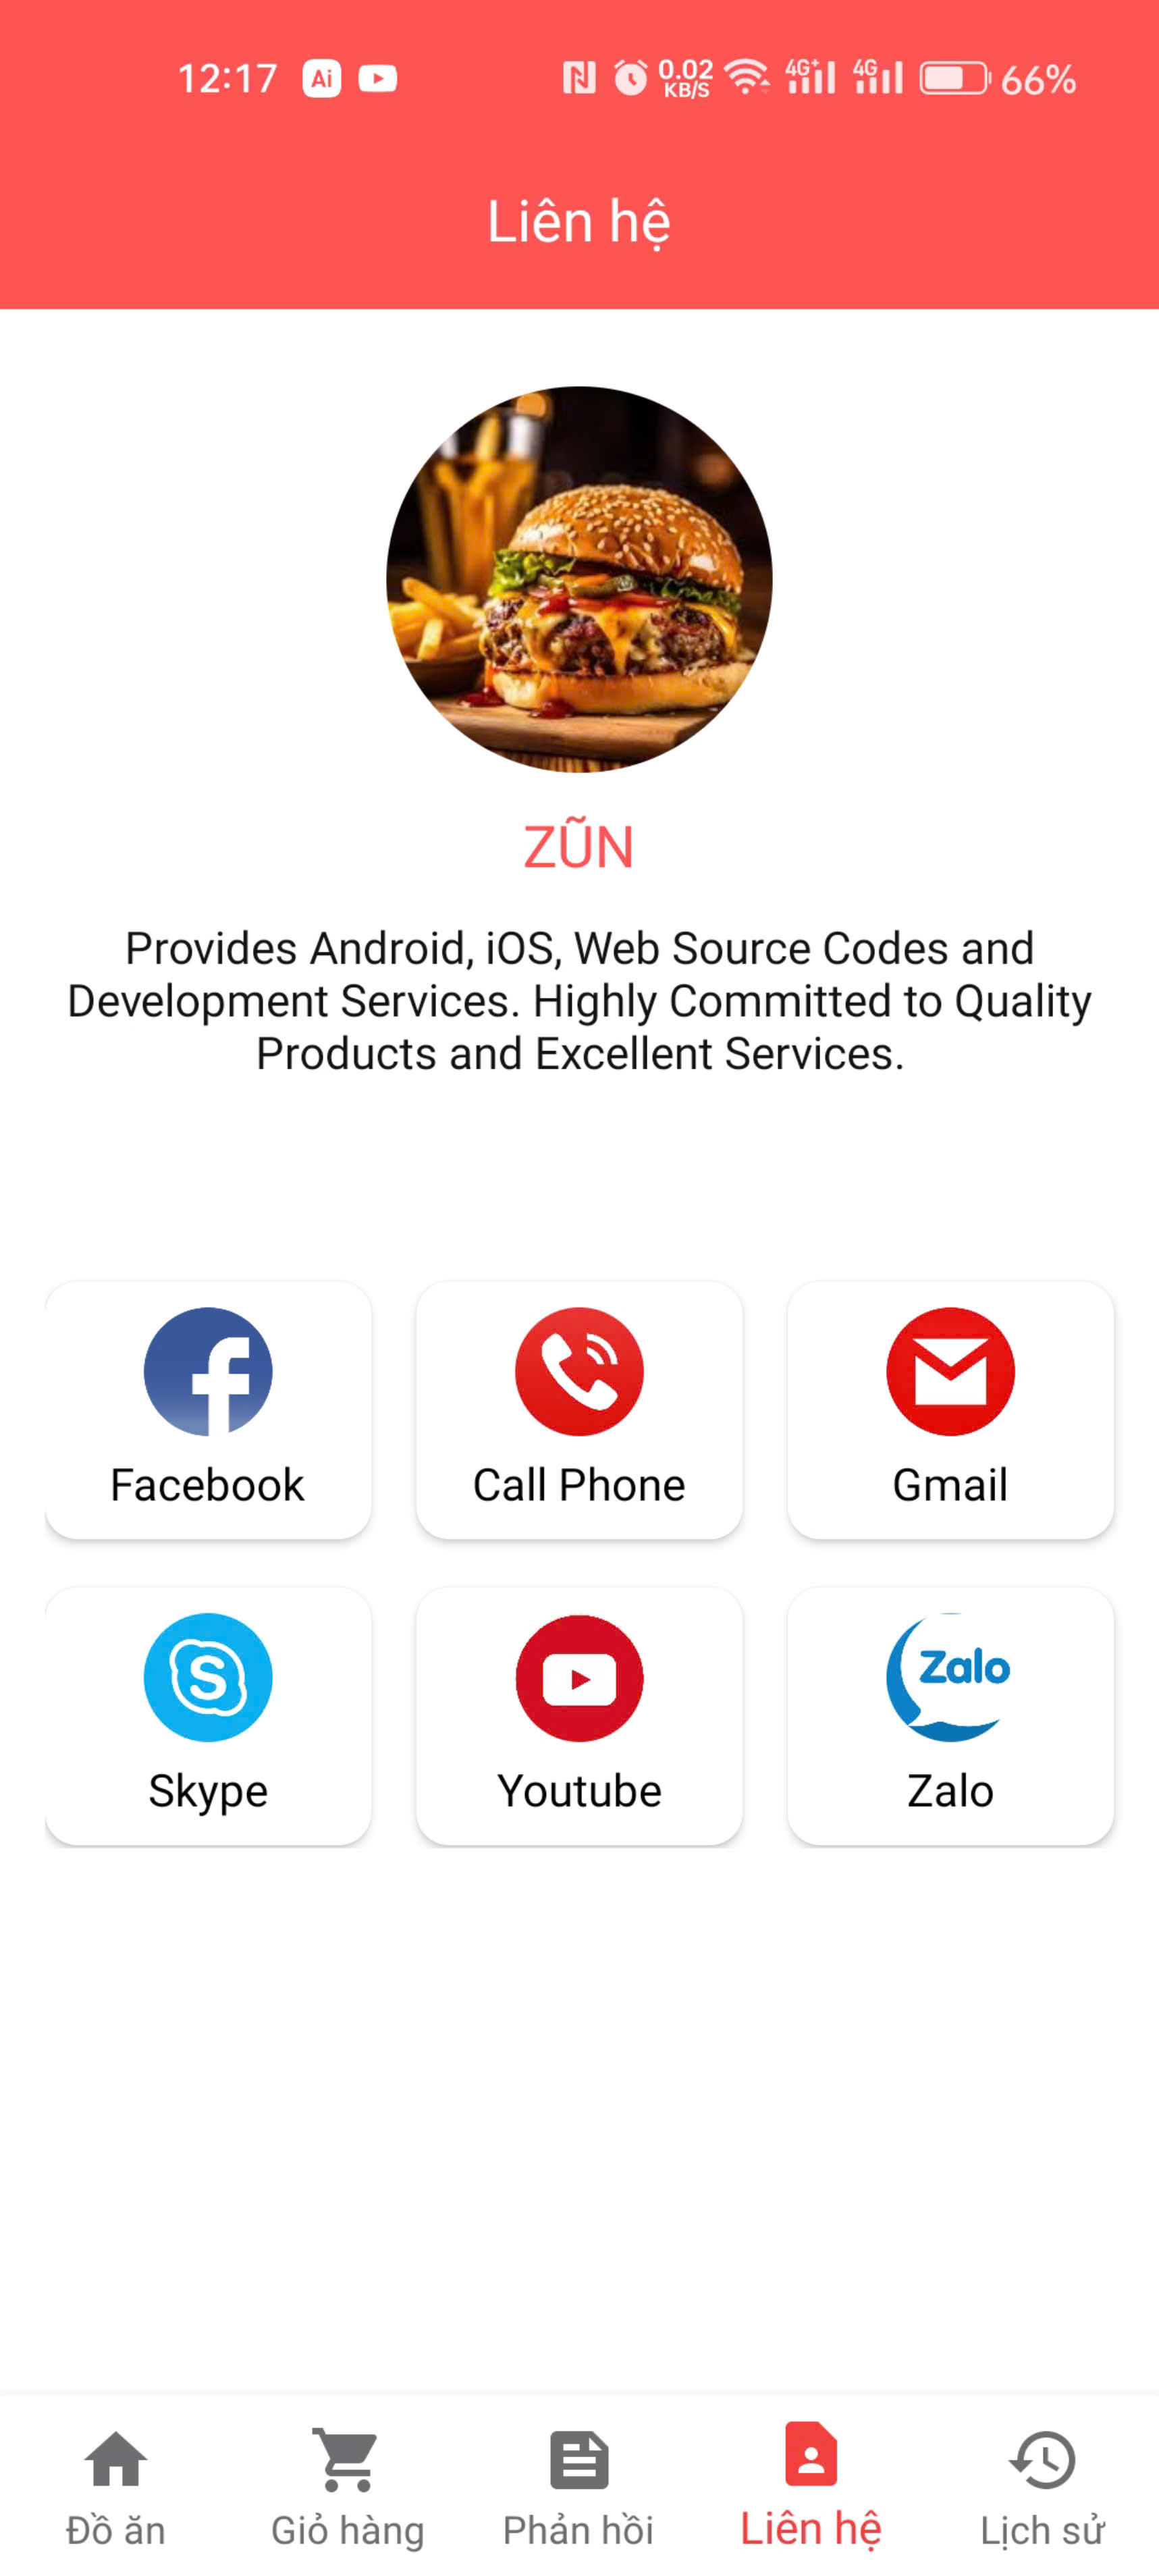 12:17 Ai 0.02 KB/S 4G+ 4G 66%
Liên hệ
ZŨN
Provides Android, iOS, Web Source Codes and
Development Services. Highly Committed to Quality
Products and Excellent Services.
Facebook Call Phone Gmail
Zalo
Skype Youtube Zalo
Đồ ăn Giỏ hàng Phản hồi Liên hệ Lịch sử